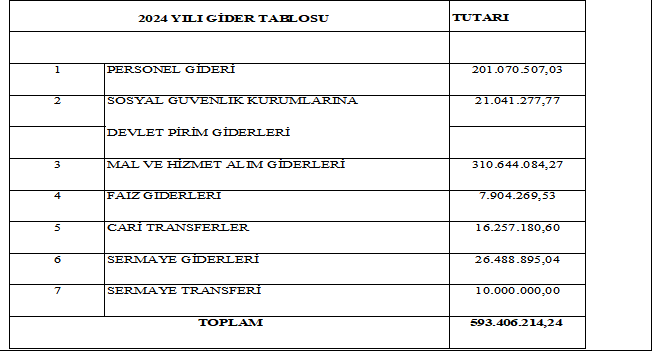 2024 YILI GİDER TABLOSU TUTARI
1 PERSONEL GİDERİ 201.070.507,03
2 SOSYAL GUVENLIK KURUMLARINA 21.041.277,77
DEVLET PİRİM GİDERLERİ
3 MAL VE HİZMET ALIM GİDERLERİ 310.644.084,27
4 FAIZ GIDERLERI 7.904.269,53
5 CARİ TRANSFERLER 16.257.180,60
6 SERMAYE GİDERLERİ 26.488.895,04
7 SERMAYE TRANSFERİ 10.000.000,00
TOPLAM 593.406.214,24